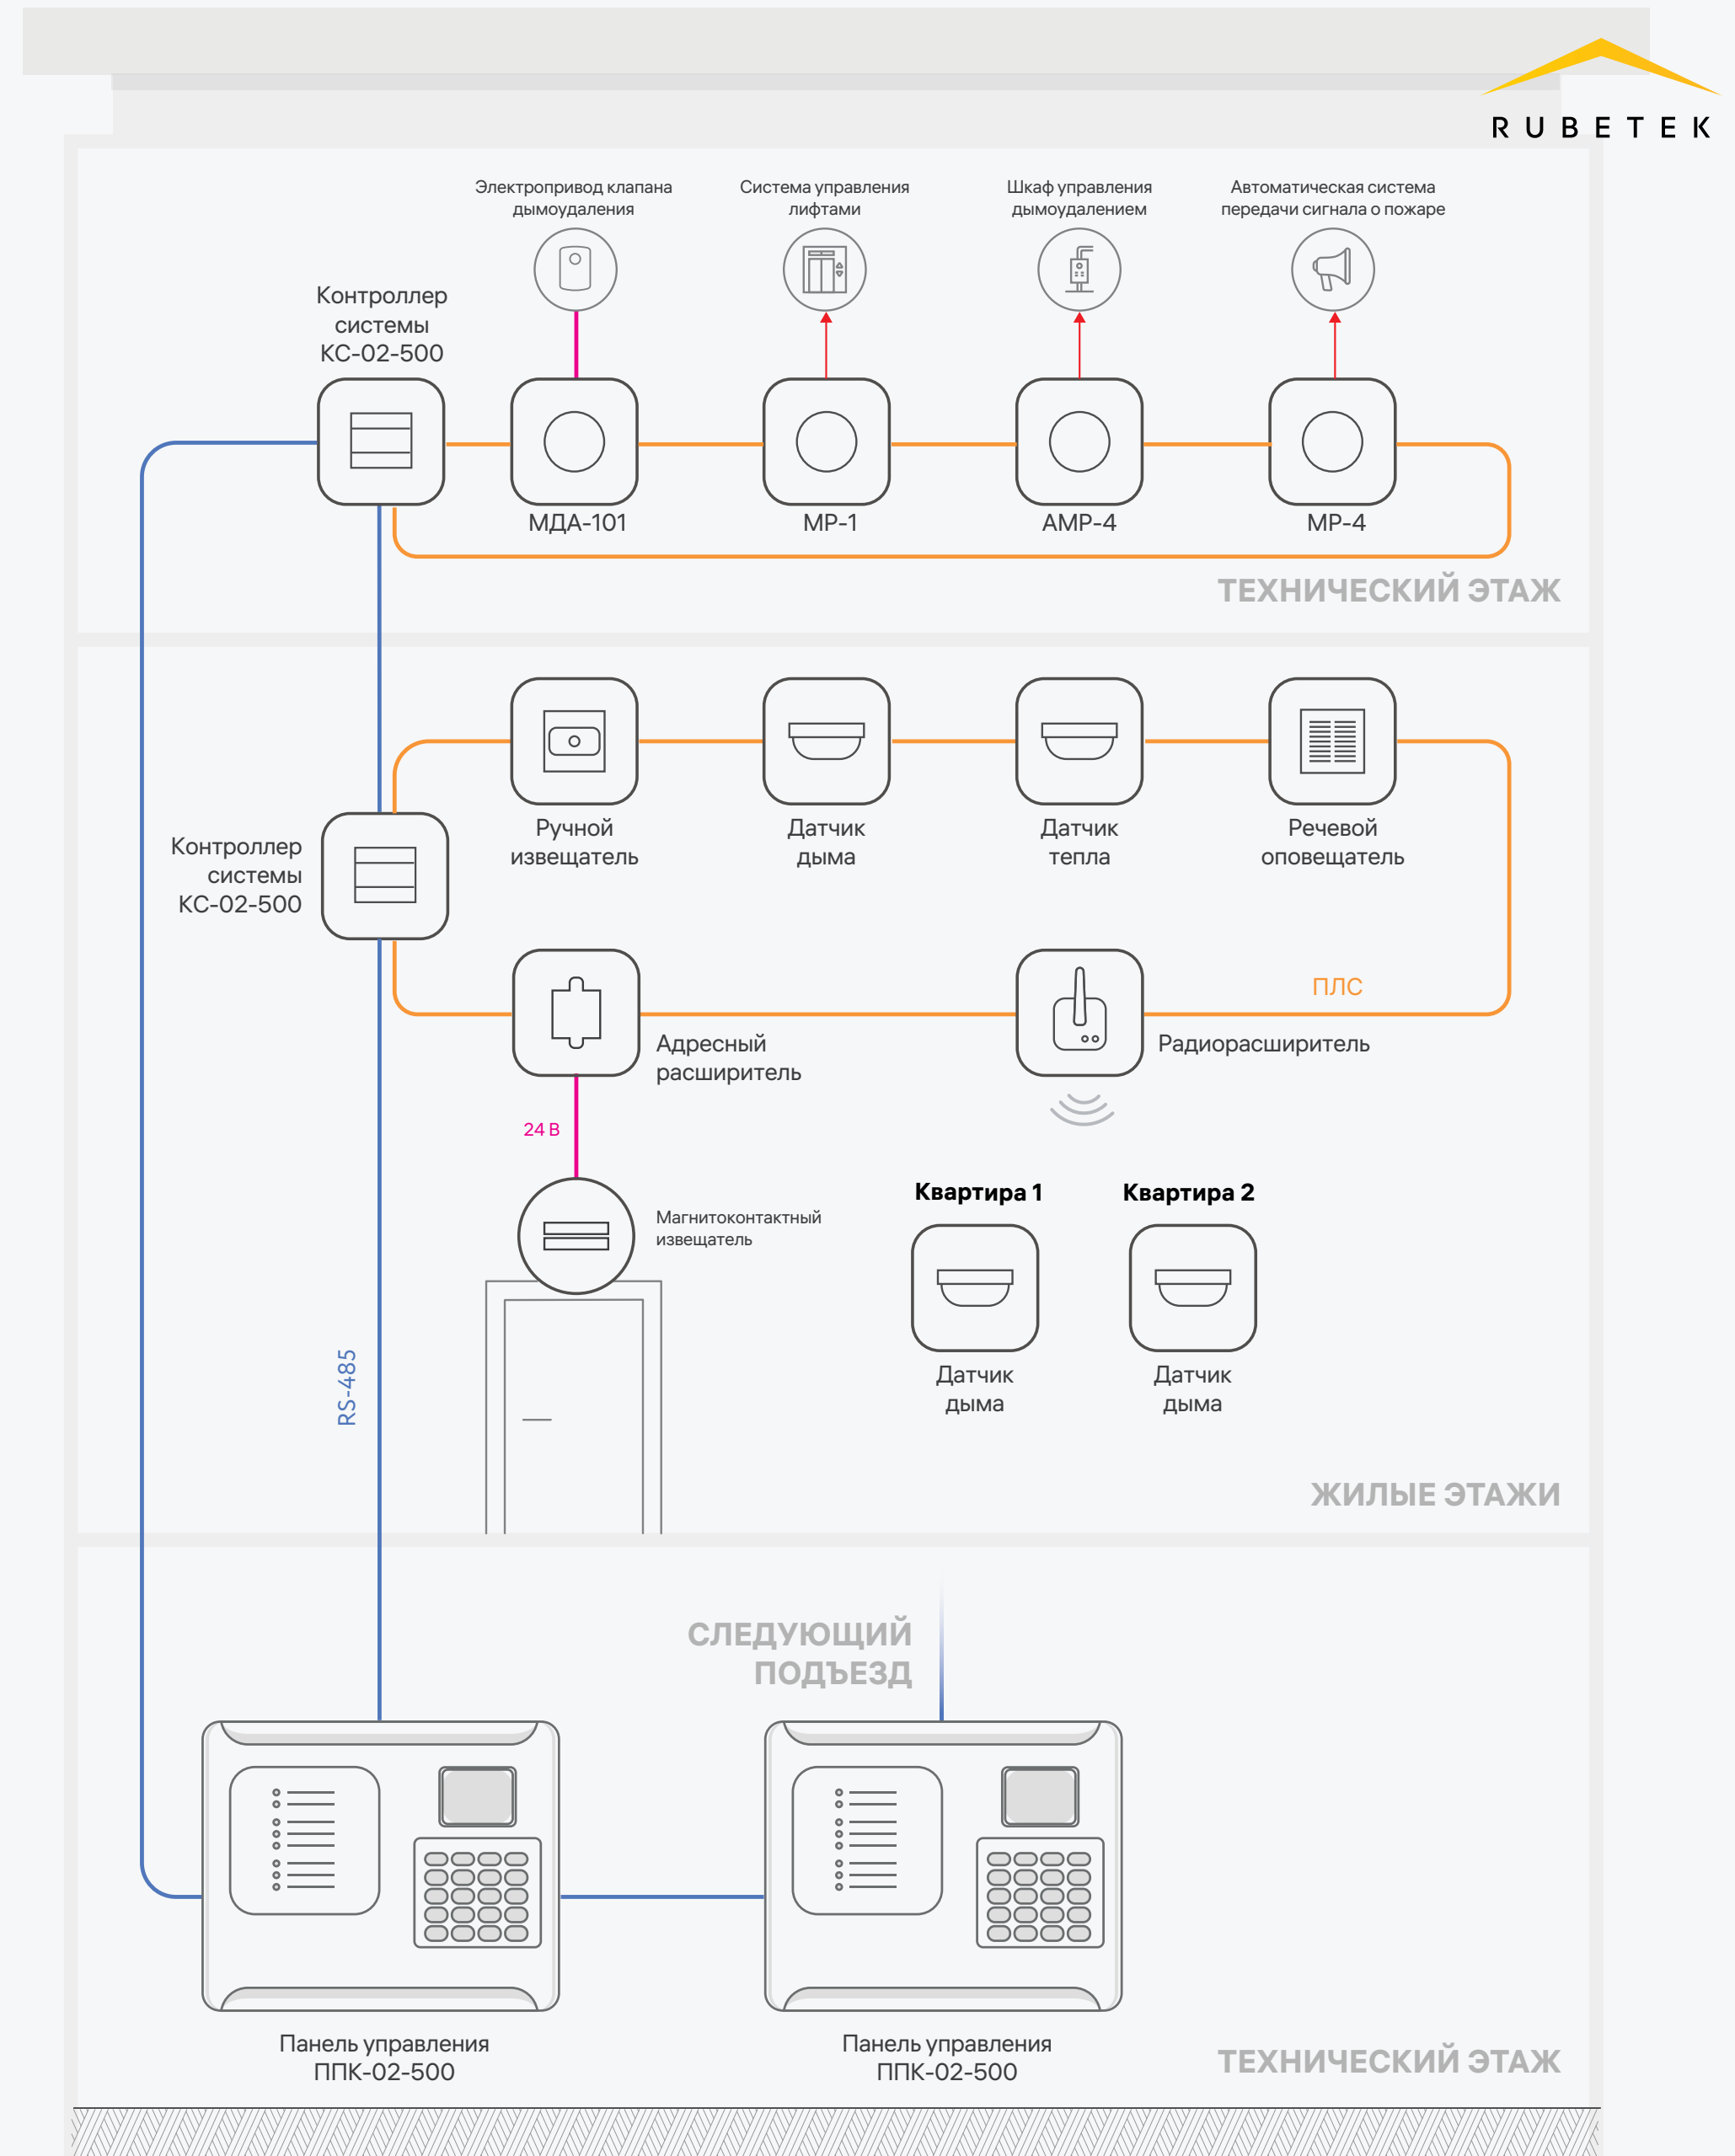 RUBETEK
Электропривод клапана
дымоудаления
Система управления
лифтами
Шкаф управления
дымоудалением
Автоматическая система
передачи сигнала о пожаре
Контроллер
системы
КС-02-500
МДА-101
МР-1
АМР-4
МР-4
ТЕХНИЧЕСКИЙ ЭТАЖ
Ручной
извещатель
Датчик
дыма
Датчик
тепла
Речевой
оповещатель
Контроллер
системы
КС-02-500
ПЛС
Адресный
расширитель
Радиорасширитель
24 В
Магнитоконтактный
извещатель
Квартира 1
Квартира 2
Датчик
дыма
Датчик
дыма
RS-485
ЖИЛЫЕ ЭТАЖИ
СЛЕДУЮЩИЙ
ПОДЪЕЗД
Панель управления
ППК-02-500
Панель управления
ППК-02-500
ТЕХНИЧЕСКИЙ ЭТАЖ